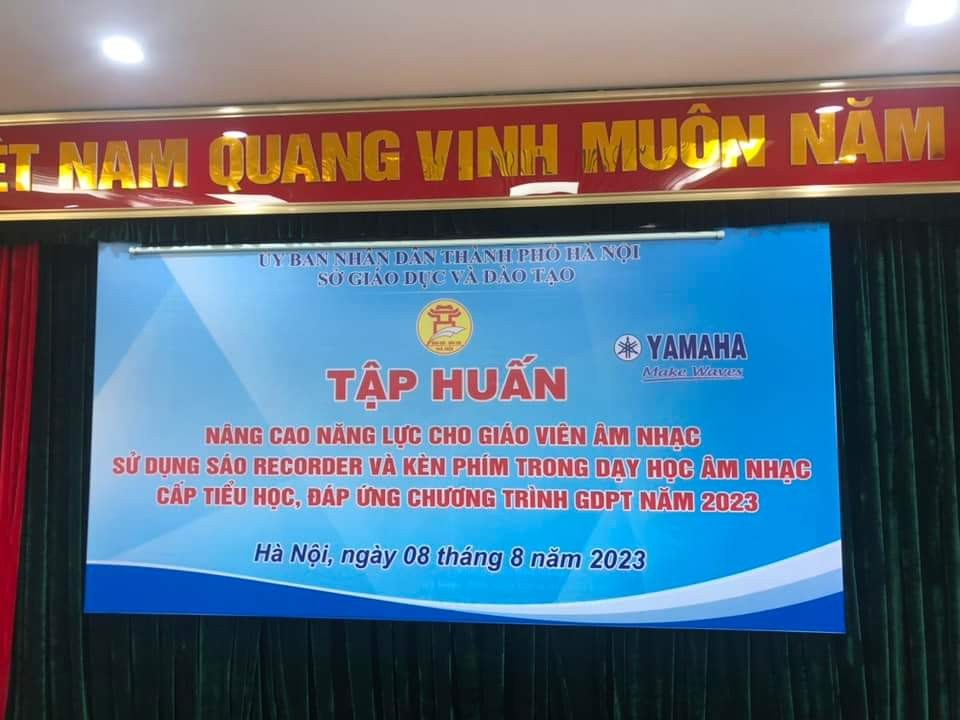 NAM QUANG VINH MUÔN NĂM
ỦY BAN NHÂN DÂN THÀNH PHỐ HÀ NỘI
SỞ GIÁO DỤC VÀ ĐÀO TẠO
HÀ NỘI
YAMAHA
Make Waves
TẬP HUẤN
NÂNG CAO NĂNG LỰC CHO GIÁO VIÊN ÂM NHẠC
SỬ DỤNG SÁO RECORDER VÀ KÈN PHÍM TRONG DẠY HỌC ÂM NHẠC
CẤP TIỂU HỌC, ĐÁP ỨNG CHƯƠNG TRÌNH GDPT NĂM 2023
Hà Nội, ngày 08 tháng 8 năm 2023